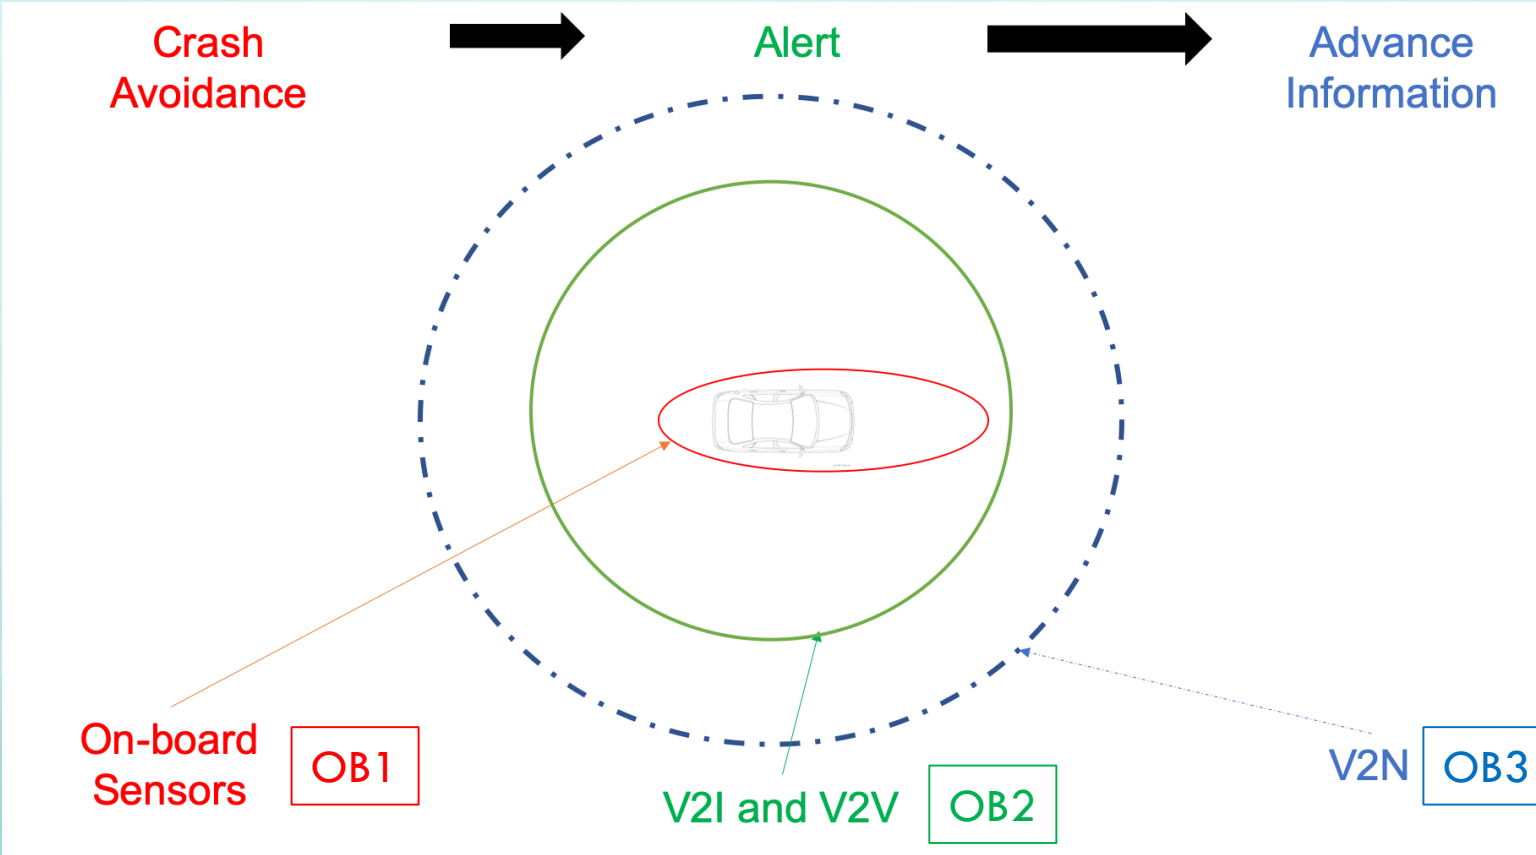 Crash
Avoidance
Alert
Advance
Information
On-board
Sensors
OB1
V2I and V2V
OB2
V2N
OB3